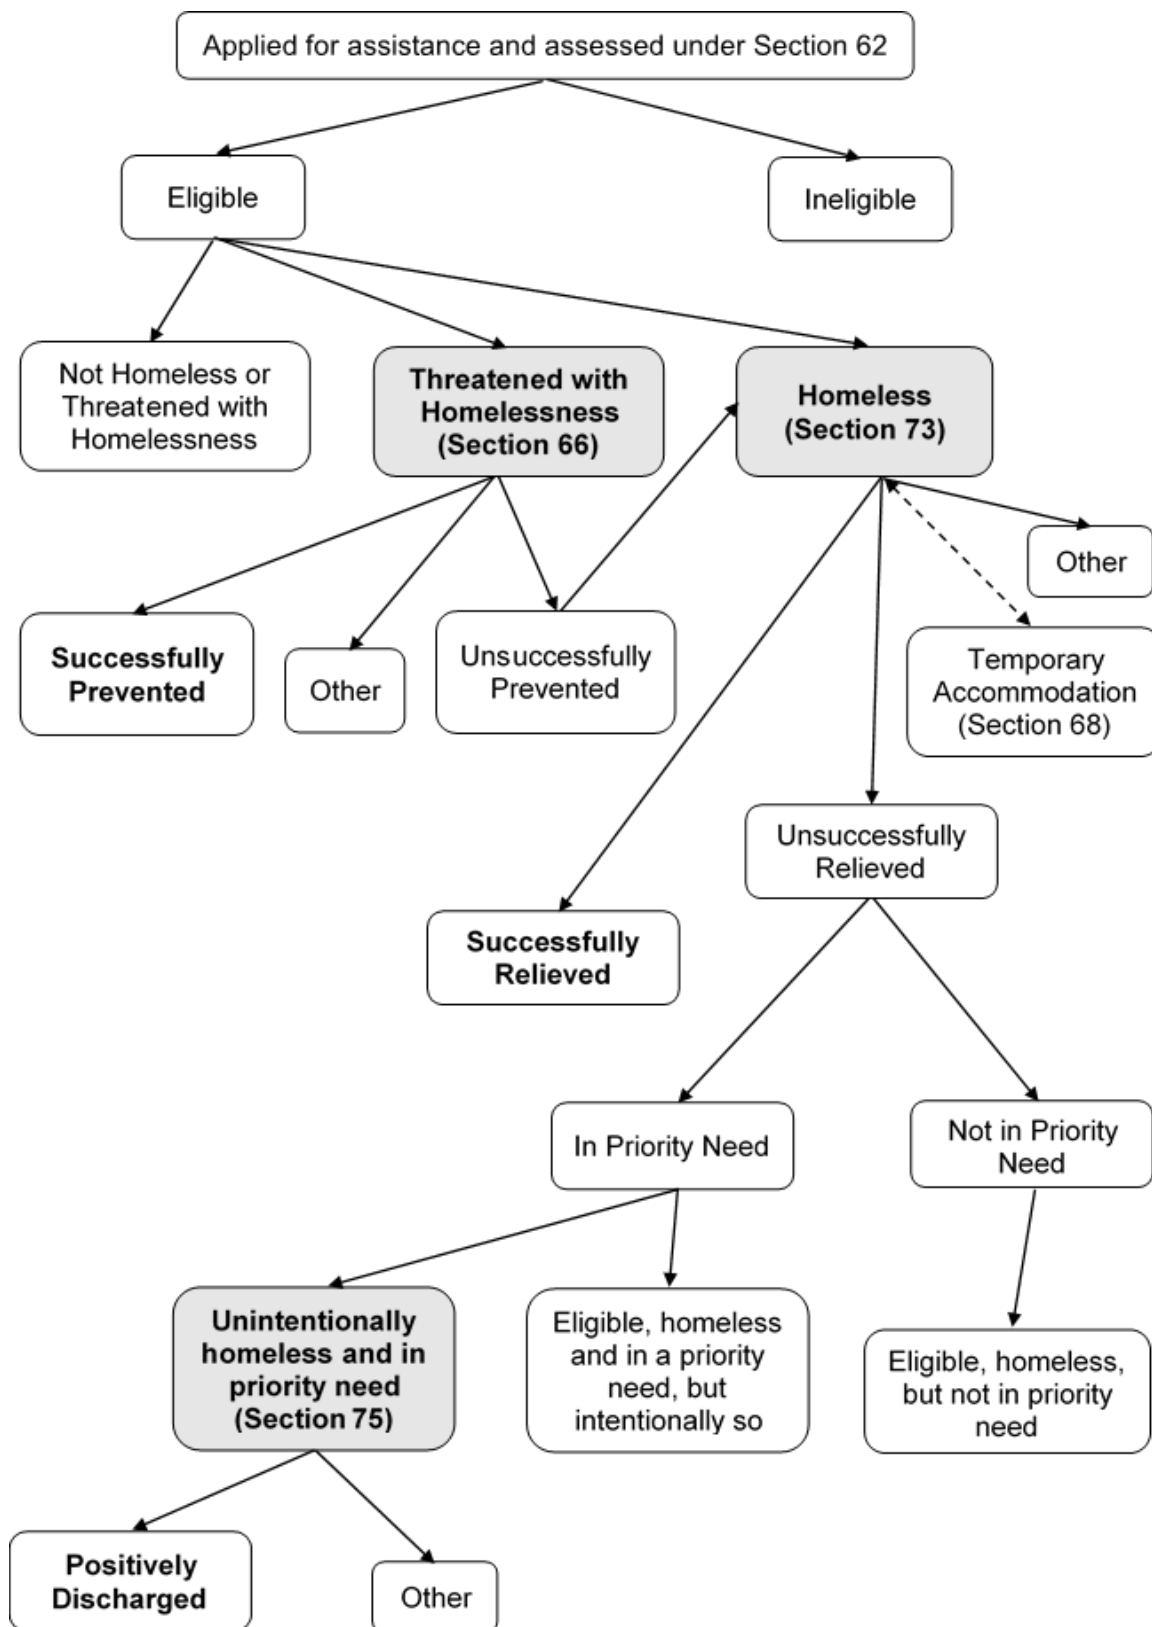 Applied for assistance and assessed under Section 62
Eligible
Ineligible
Not Homeless or
Threatened with
Homelessness
Threatened with
Homelessness
(Section 66)
Homeless
(Section 73)
Other
Successfully
Prevented
Other
Unsuccessfully
Prevented
Temporary
Accommodation
(Section 68)
Unsuccessfully
Relieved
Successfully
Relieved
In Priority Need
Not in Priority
Need
Unintentionally
homeless and in
priority need
(Section 75)
Eligible, homeless
and in a priority
need, but
intentionally so
Eligible, homeless,
but not in priority
need
Positively
Discharged
Other